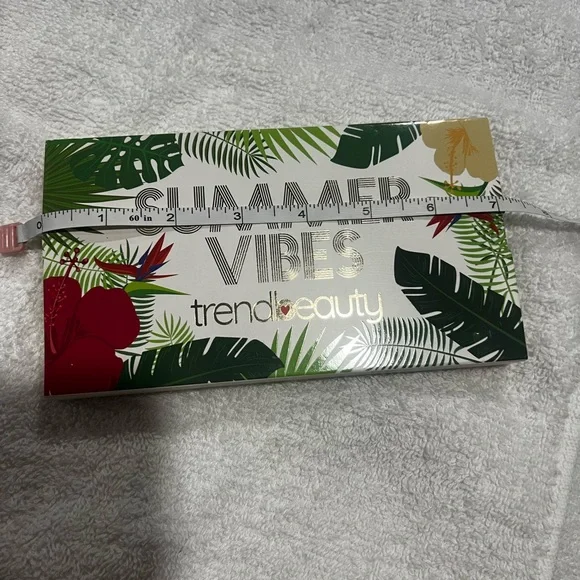 SUMMER
0 1 60 in 2 3 4 5 6 7
VIBES
trendbeauty